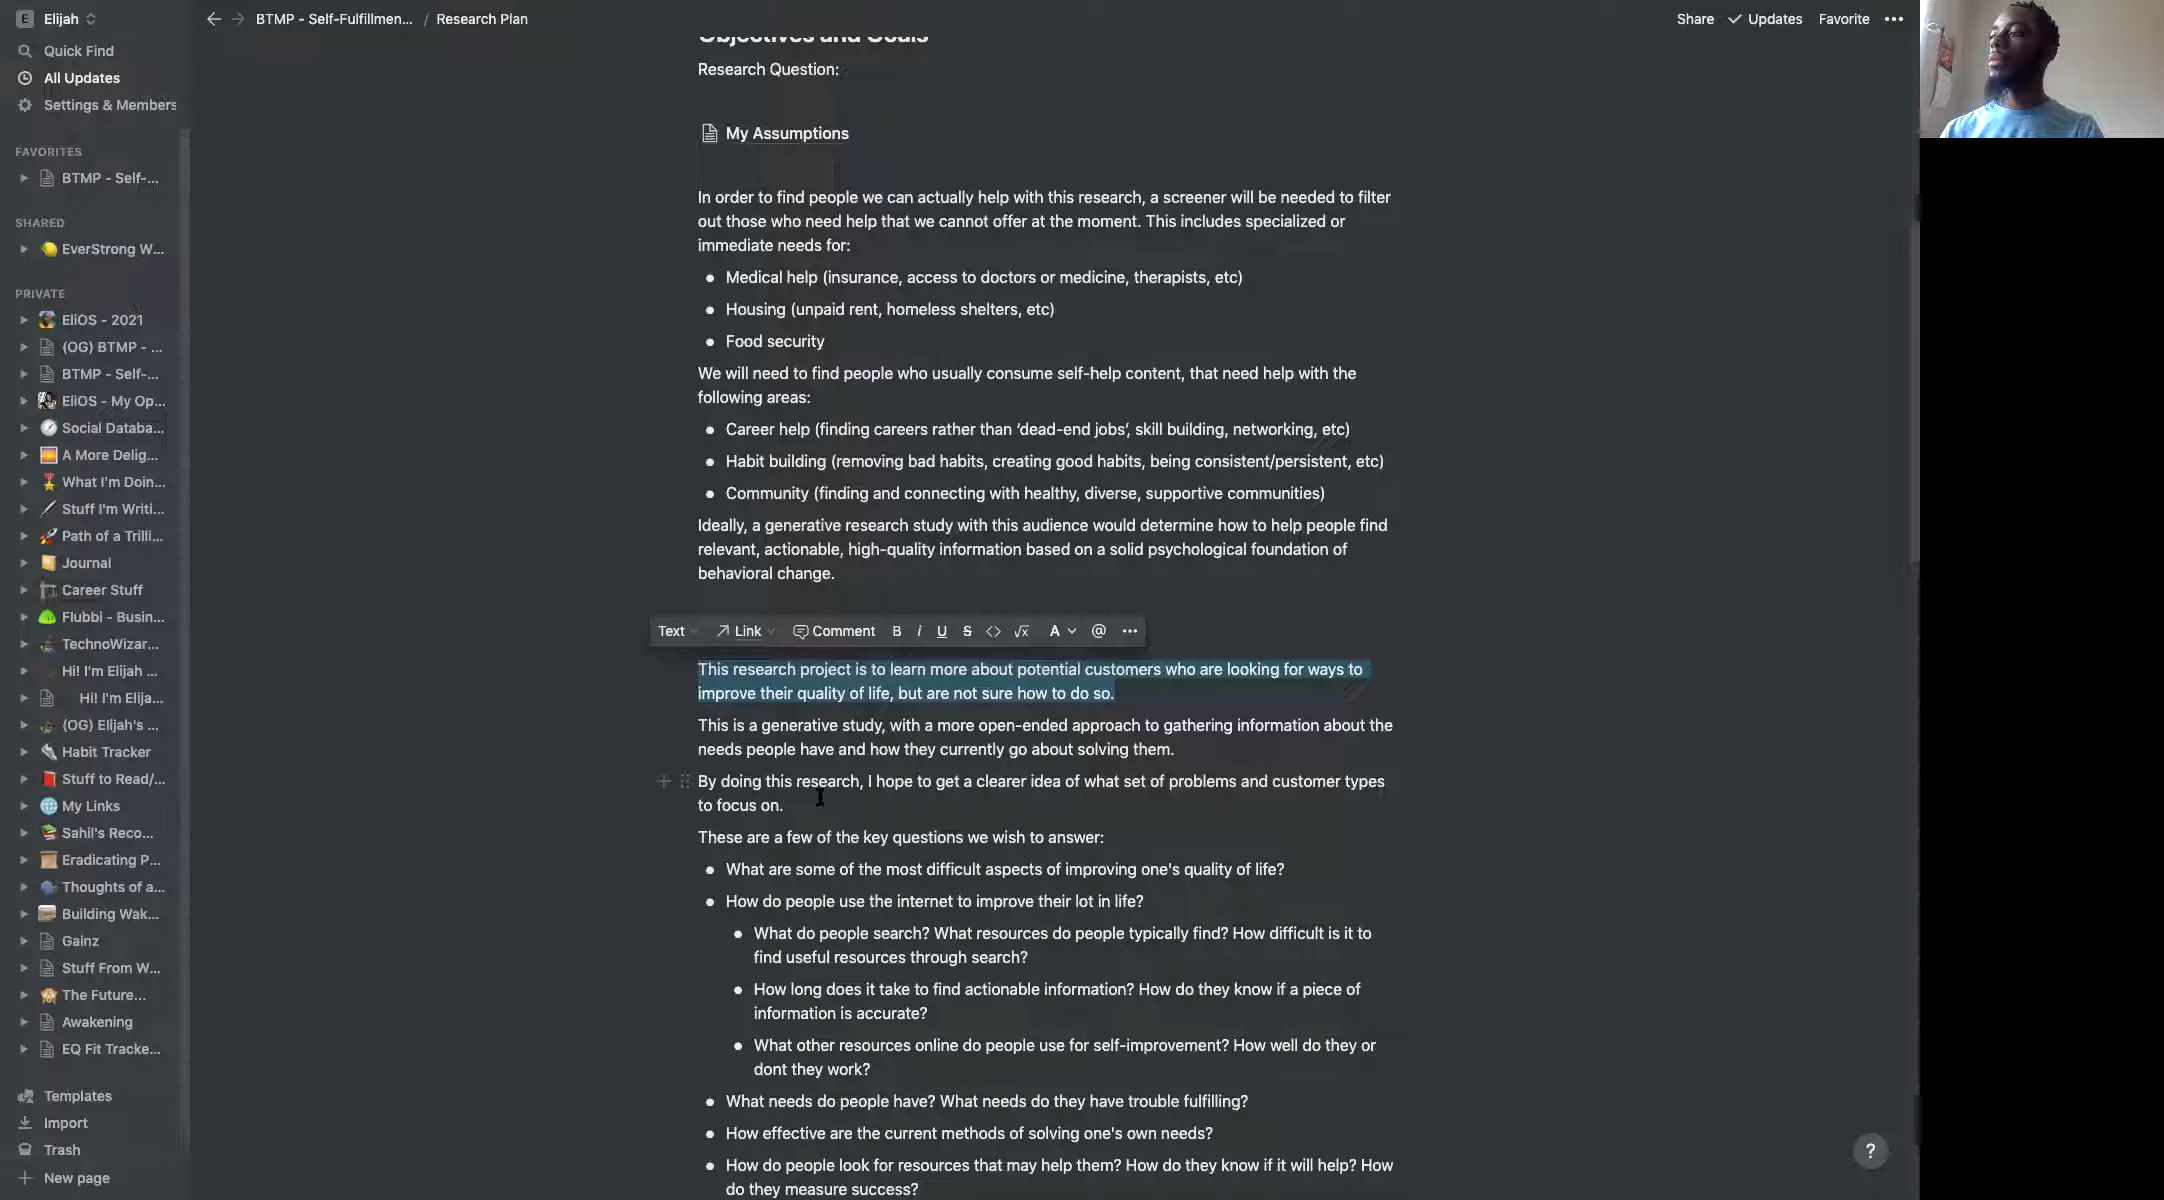 E Elijah
BTMP - Self-Fulfillmen... / Research Plan
Share Updates Favorite
Quick Find
All Updates
Settings & Members
FAVORITES
BTMP - Self-...
SHARED
EverStrong W...
PRIVATE
EliOS - 2021
(OG) BTMP - ...
BTMP - Self-...
EliOS - My Op...
Social Databa...
A More Delig...
What I'm Doin...
Stuff I'm Writi...
Path of a Trilli...
Journal
Career Stuff
Flubbi - Busin...
TechnoWizar...
Hi! I'm Elijah ...
Hi! I'm Elija...
(OG) Elijah's ...
Habit Tracker
Stuff to Read/...
My Links
Sahil's Reco...
Eradicating P...
Thoughts of a...
Building Wak...
Gainz
Stuff From W...
The Future...
Awakening
EQ Fit Tracke...
Templates
Import
Trash
New page
Objectives and Goals
Research Question:
My Assumptions
In order to find people we can actually help with this research, a screener will be needed to filter
out those who need help that we cannot offer at the moment. This includes specialized or
immediate needs for:
Medical help (insurance, access to doctors or medicine, therapists, etc)
Housing (unpaid rent, homeless shelters, etc)
Food security
We will need to find people who usually consume self-help content, that need help with the
following areas:
Career help (finding careers rather than ‘dead-end jobs’, skill building, networking, etc)
Habit building (removing bad habits, creating good habits, being consistent/persistent, etc)
Community (finding and connecting with healthy, diverse, supportive communities)
Ideally, a generative research study with this audience would determine how to help people find
relevant, actionable, high-quality information based on a solid psychological foundation of
behavioral change.
Text Link Comment B i U S <> √x A @ •••
This research project is to learn more about potential customers who are looking for ways to
improve their quality of life, but are not sure how to do so.
This is a generative study, with a more open-ended approach to gathering information about the
needs people have and how they currently go about solving them.
By doing this research, I hope to get a clearer idea of what set of problems and customer types
to focus on.
These are a few of the key questions we wish to answer:
What are some of the most difficult aspects of improving one's quality of life?
How do people use the internet to improve their lot in life?
What do people search? What resources do people typically find? How difficult is it to
find useful resources through search?
How long does it take to find actionable information? How do they know if a piece of
information is accurate?
What other resources online do people use for self-improvement? How well do they or
dont they work?
What needs do people have? What needs do they have trouble fulfilling?
How effective are the current methods of solving one's own needs?
How do people look for resources that may help them? How do they know if it will help? How
do they measure success?
?